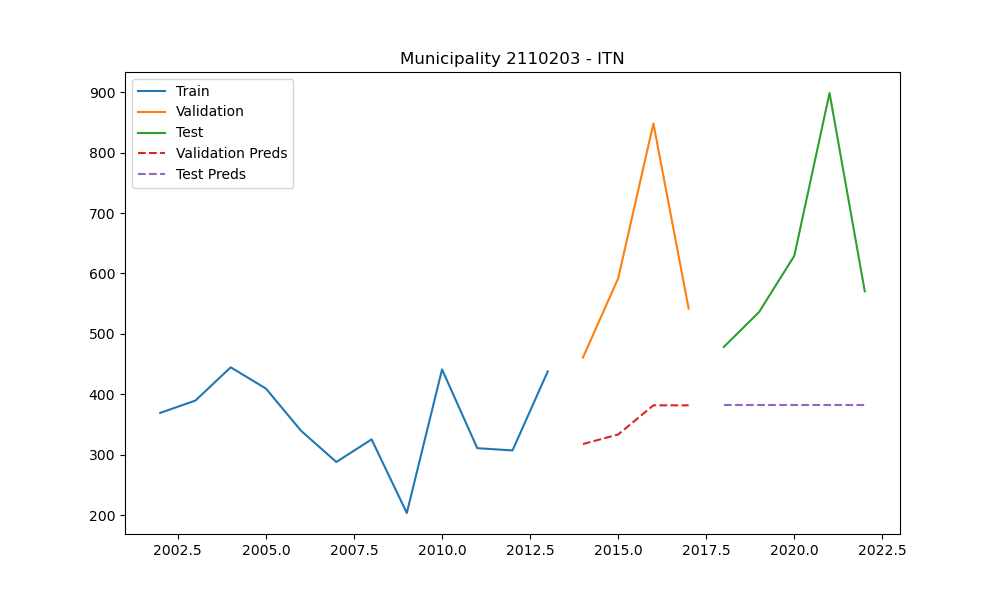 Municipality 2110203 - ITN
Train
Validation
Test
Validation Preds
Test Preds
900
800
700
600
500
400
300
200
2002.5 2005.0 2007.5 2010.0 2012.5 2015.0 2017.5 2020.0 2022.5